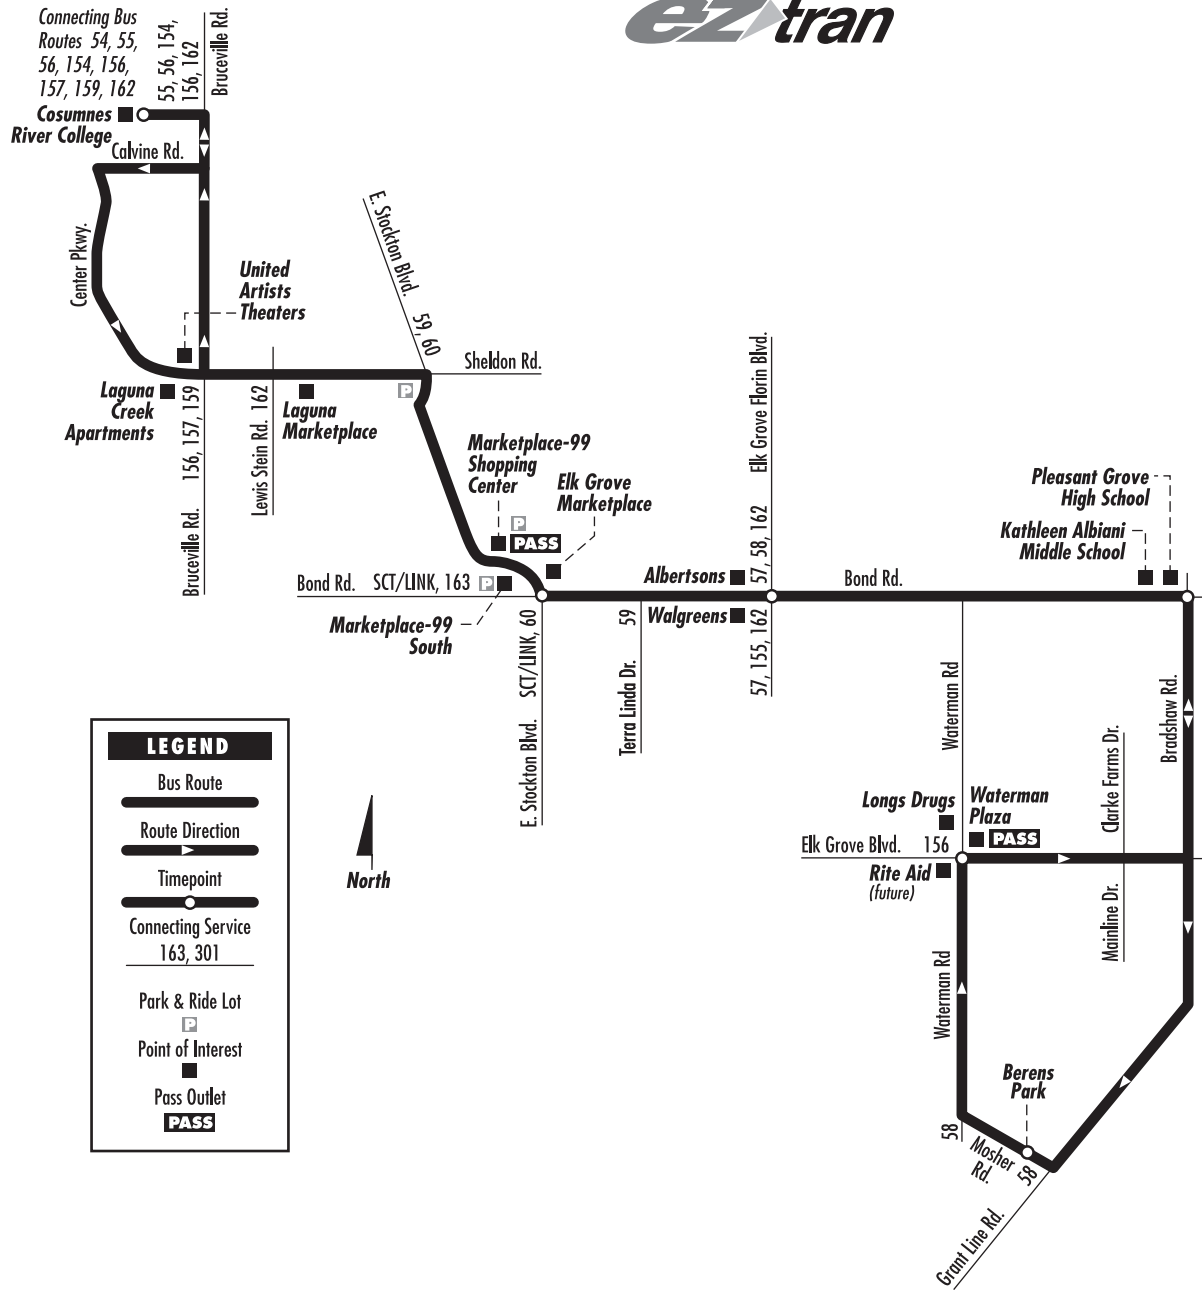 eztran
Connecting Bus
Routes 54, 55,
56, 154, 156,
157, 159, 162
55, 56, 154,
156, 162
Bruceville Rd.
Cosumnes
River College
Calvine Rd.
Center Pkwy.
United
Artists
Theaters
E. Stockton Blvd.
59, 60
Sheldon Rd.
P
Laguna
Creek
Apartments
Bruceville Rd. 156, 157, 159
Lewis Stein Rd. 162
Laguna
Marketplace
Marketplace-99
Shopping
Center
P
PASS
Elk Grove
Marketplace
57, 58, 162 Elk Grove Florin Blvd.
Pleasant Grove
High School
Kathleen Albiani
Middle School
Bond Rd. SCT/LINK, 163
P
Albertsons
Bond Rd.
Marketplace-99
South
Walgreens
E. Stockton Blvd. SCT/LINK, 60
Terra Linda Dr. 59
57, 155, 162
Waterman Rd
Bradshaw Rd.
Clarke Farms Dr.
Longs Drugs
Waterman
Plaza
PASS
Elk Grove Blvd. 156
Rite Aid
(future)
Mainline Dr.
Waterman Rd
Berens
Park
58
Mosher
Rd.
58
Grant Line Rd.
North
LEGEND
Bus Route
Route Direction
Timepoint
Connecting Service
163, 301
Park & Ride Lot
P
Point of Interest
Pass Outlet
PASS